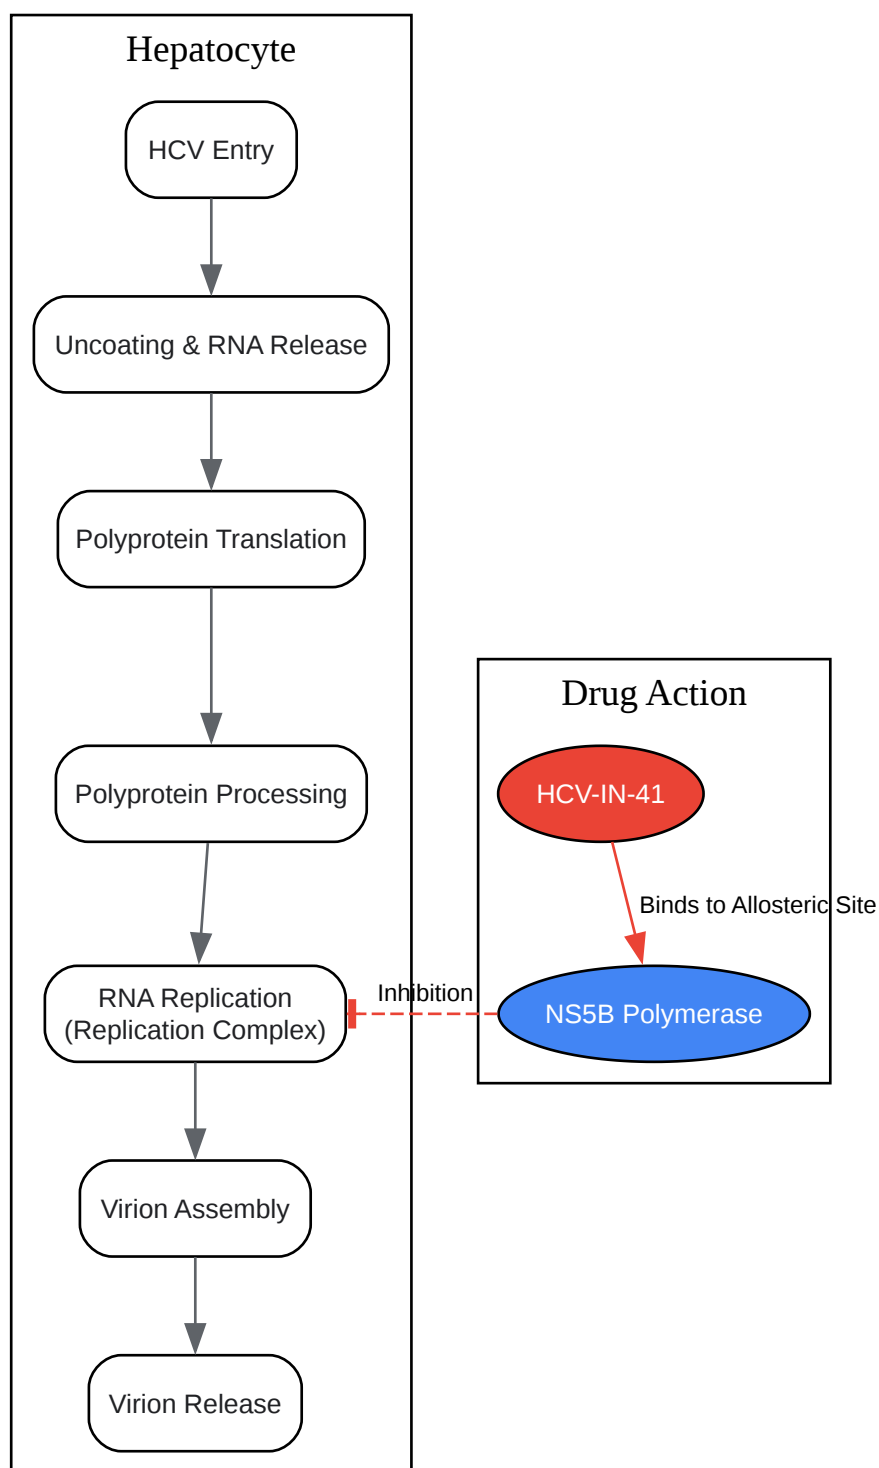 Hepatocyte
HCV Entry
Uncoating & RNA Release
Polyprotein Translation
Polyprotein Processing
RNA Replication
(Replication Complex)
Virion Assembly
Virion Release
Drug Action
HCV-IN-41
Binds to Allosteric Site
NS5B Polymerase
Inhibition